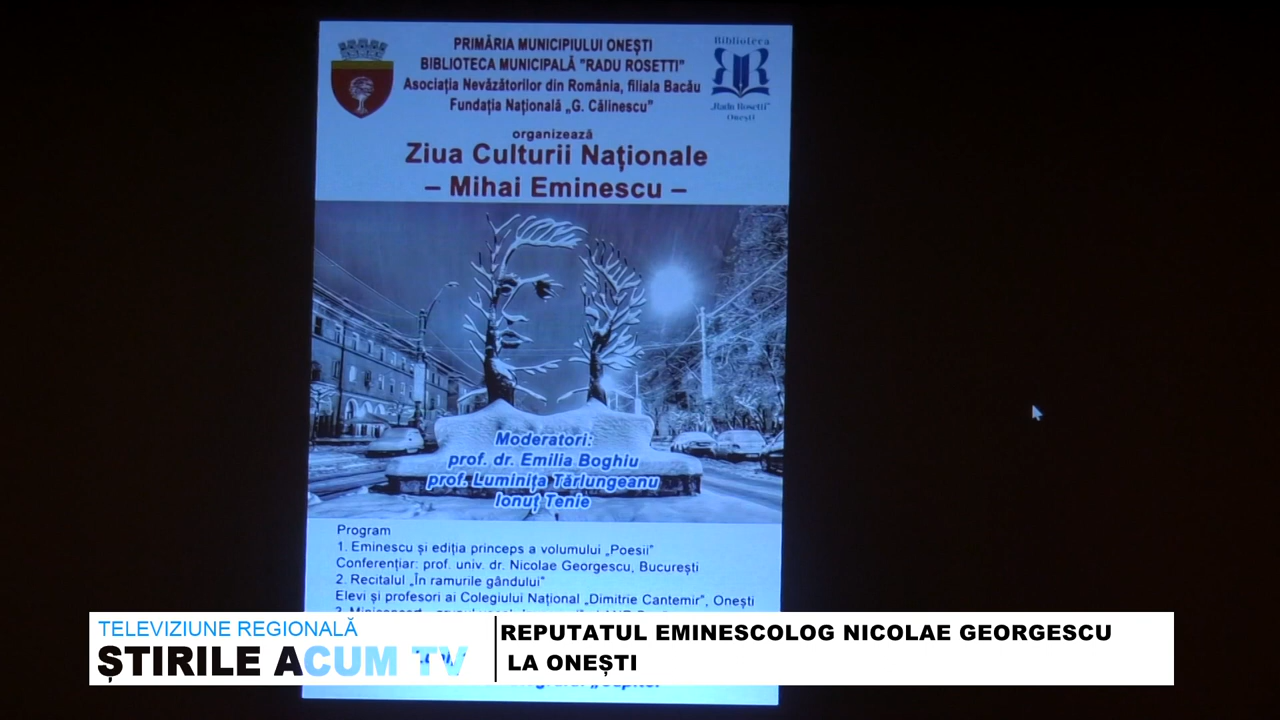 PRIMĂRIA MUNICIPIULUI ONEȘTI
BIBLIOTECA MUNICIPALĂ "RADU ROSETTI"
Asociația Nevăzătorilor din România, filiala Bacău
Fundația Națională „G. Călinescu”
Biblioteca
„Radu Rosetti”
Onești
organizează
Ziua Culturii Naționale
– Mihai Eminescu –
Moderatori:
prof. dr. Emilia Boghiu
prof. Luminița Tărlungeanu
Ionuț Tenie
Program
1. Eminescu și ediția princeps a volumului „Poesii”
Conferențiar: prof. univ. dr. Nicolae Georgescu, București
2. Recitalul „În ramurile gândului”
Elevi și profesori ai Colegiului Național „Dimitrie Cantemir”, Onești
TELEVIZIUNE REGIONALĂ
ȘTIRILE ACUM TV
REPUTATUL EMINESCOLOG NICOLAE GEORGESCU
LA ONEȘTI